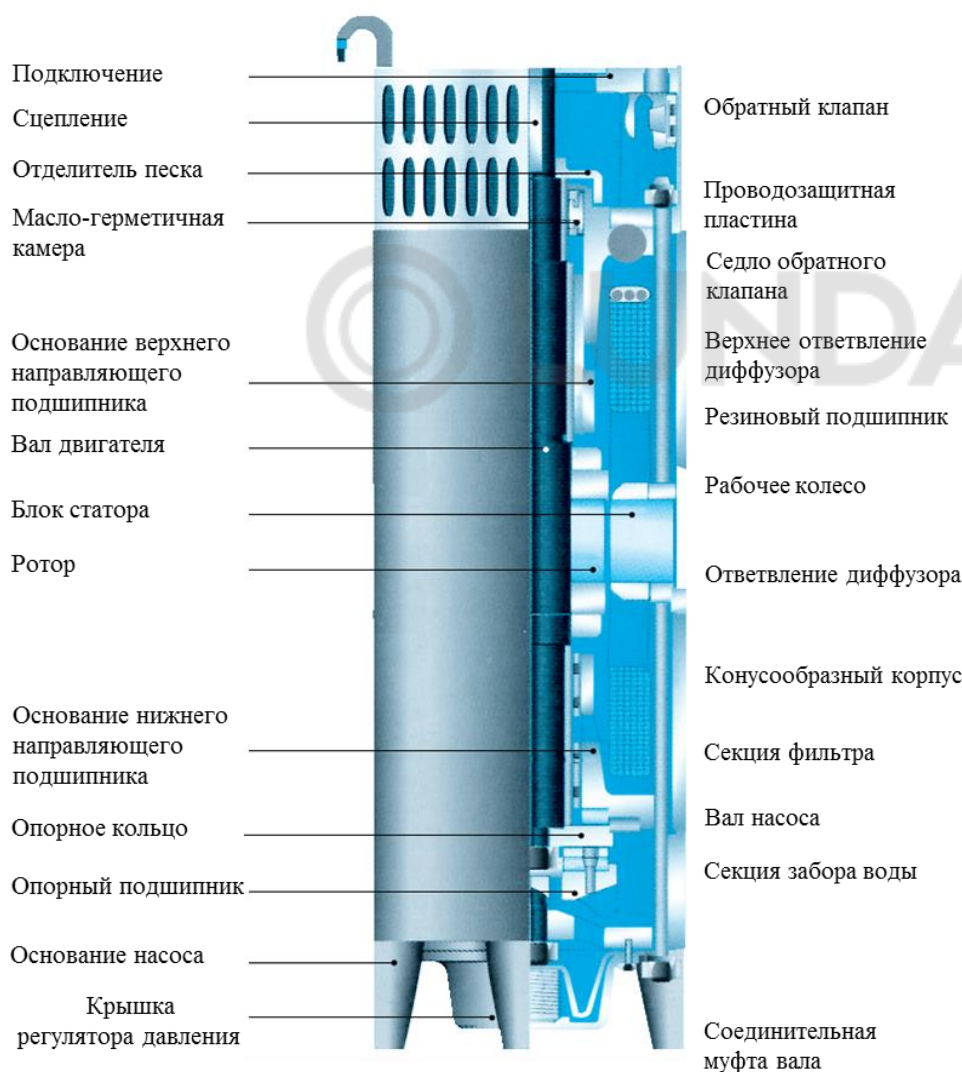 Подключение
Сцепление
Отделитель песка
Масло-герметичная
камера
Основание верхнего
направляющего
подшипника
Вал двигателя
Блок статора
Ротор
Основание нижнего
направляющего
подшипника
Опорное кольцо
Опорный подшипник
Основание насоса
Крышка
регулятора давления
Обратный клапан
Проводозащитная
пластина
Седло обратного
клапана
Верхнее ответвление
диффузора
Резиновый подшипник
Рабочее колесо
Ответвление диффузора
Конусообразный корпус
Секция фильтра
Вал насоса
Секция забора воды
Соединительная
муфта вала
LUNDA